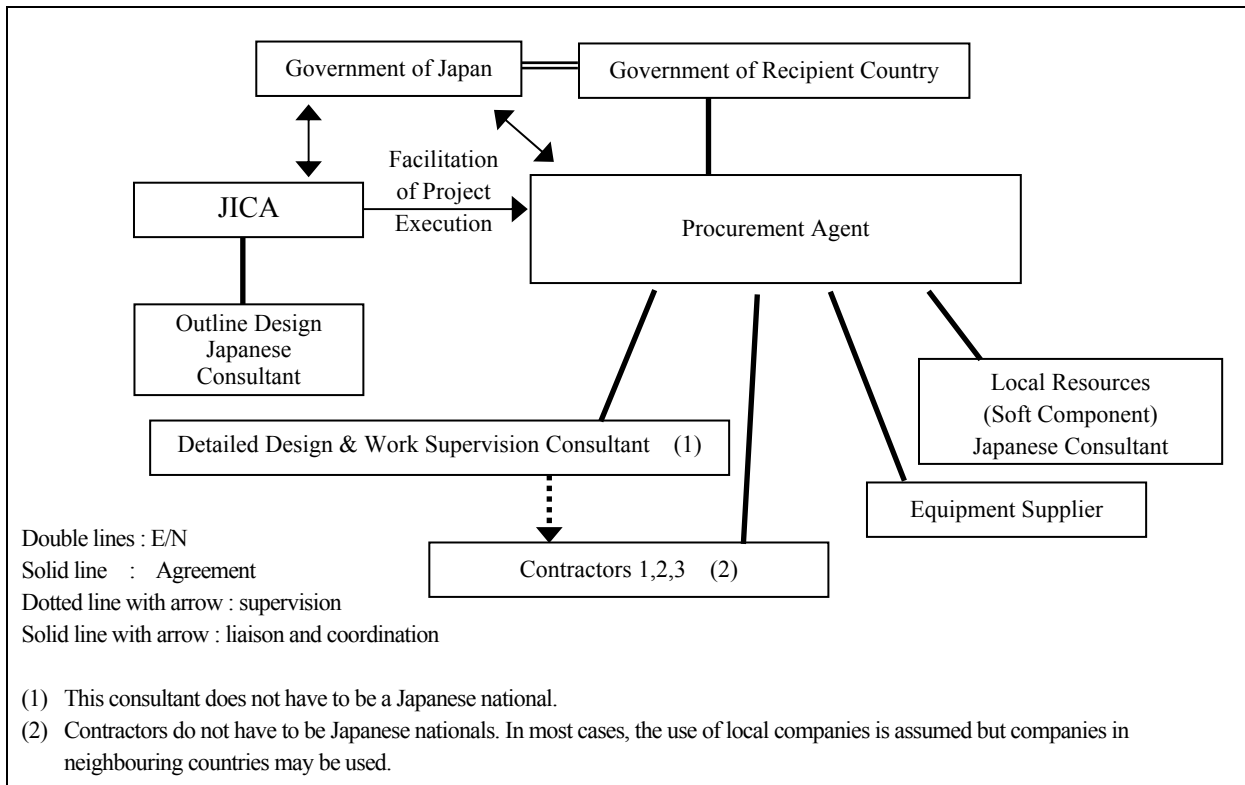 Government of Japan
Government of Recipient Country
Facilitation
of Project
Execution
JICA
Procurement Agent
Outline Design
Japanese
Consultant
Local Resources
(Soft Component)
Japanese Consultant
Detailed Design & Work Supervision Consultant (1)
Equipment Supplier
Contractors 1,2,3 (2)
Double lines : E/N
Solid line : Agreement
Dotted line with arrow : supervision
Solid line with arrow : liaison and coordination
(1) This consultant does not have to be a Japanese national.
(2) Contractors do not have to be Japanese nationals. In most cases, the use of local companies is assumed but companies in
neighbouring countries may be used.